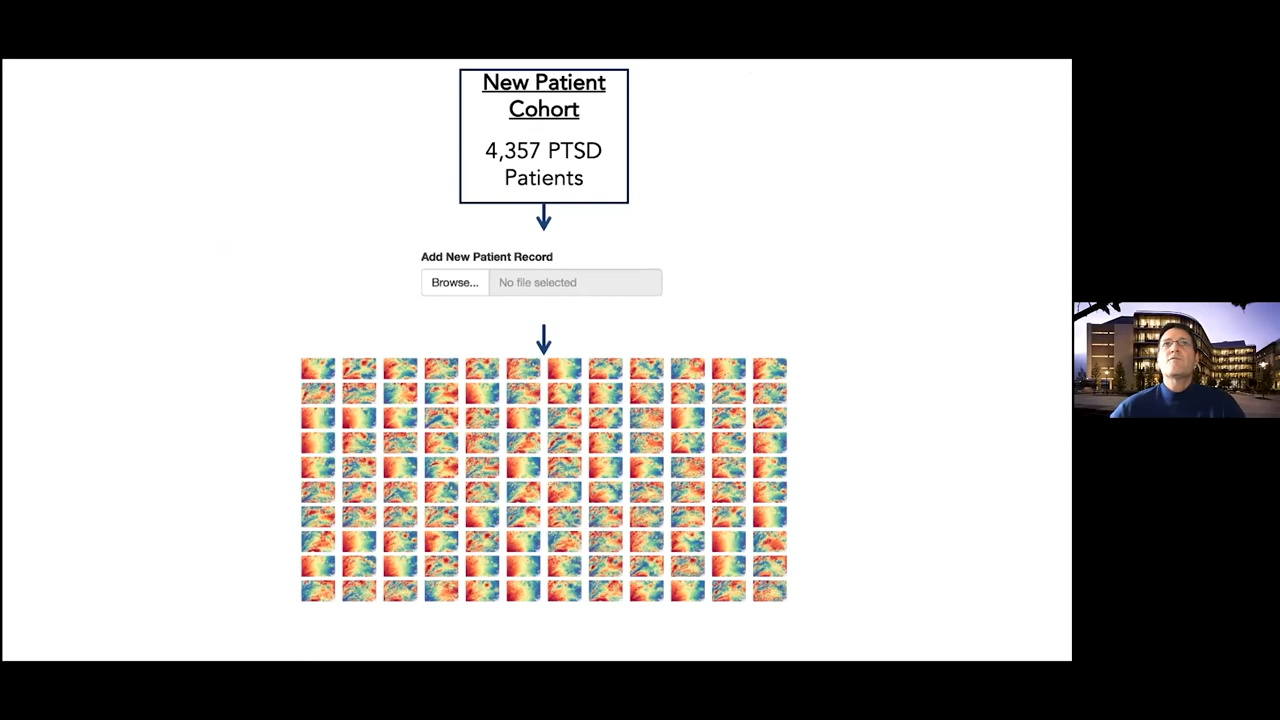 New Patient
Cohort
4,357 PTSD
Patients
Add New Patient Record
Browse...
No file selected